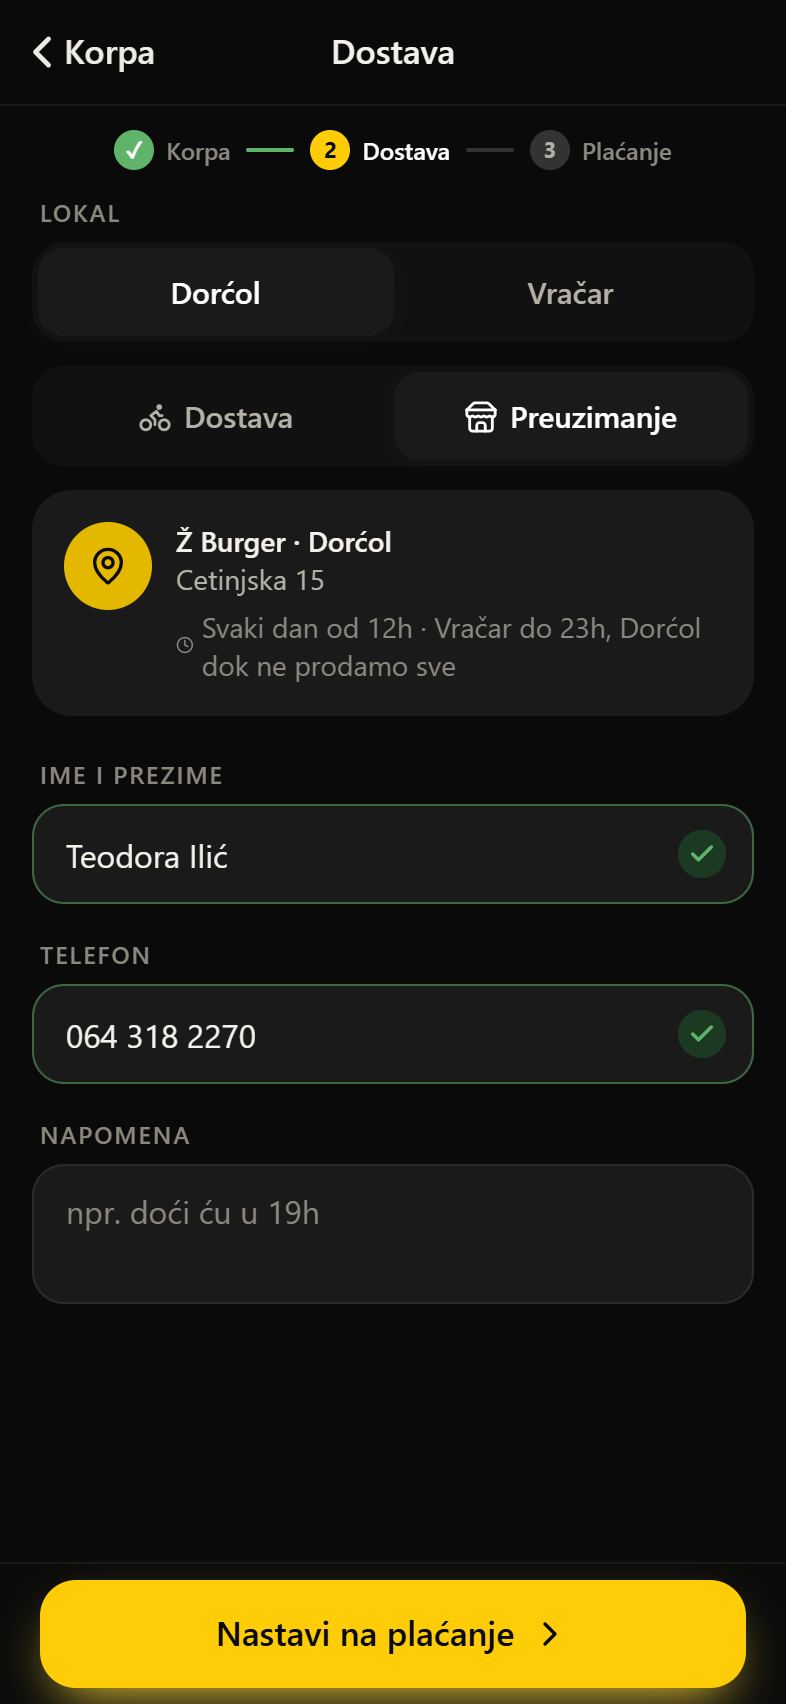 Korpa
Dostava
Korpa
2 Dostava
3 Plaćanje
LOKAL
Dorćol
Vračar
Dostava
Preuzimanje
Ž Burger · Dorćol
Cetinjska 15
Svaki dan od 12h · Vračar do 23h, Dorćol
dok ne prodamo sve
IME I PREZIME
Teodora Ilić
TELEFON
064 318 2270
NAPOMENA
npr. doći ću u 19h
Nastavi na plaćanje